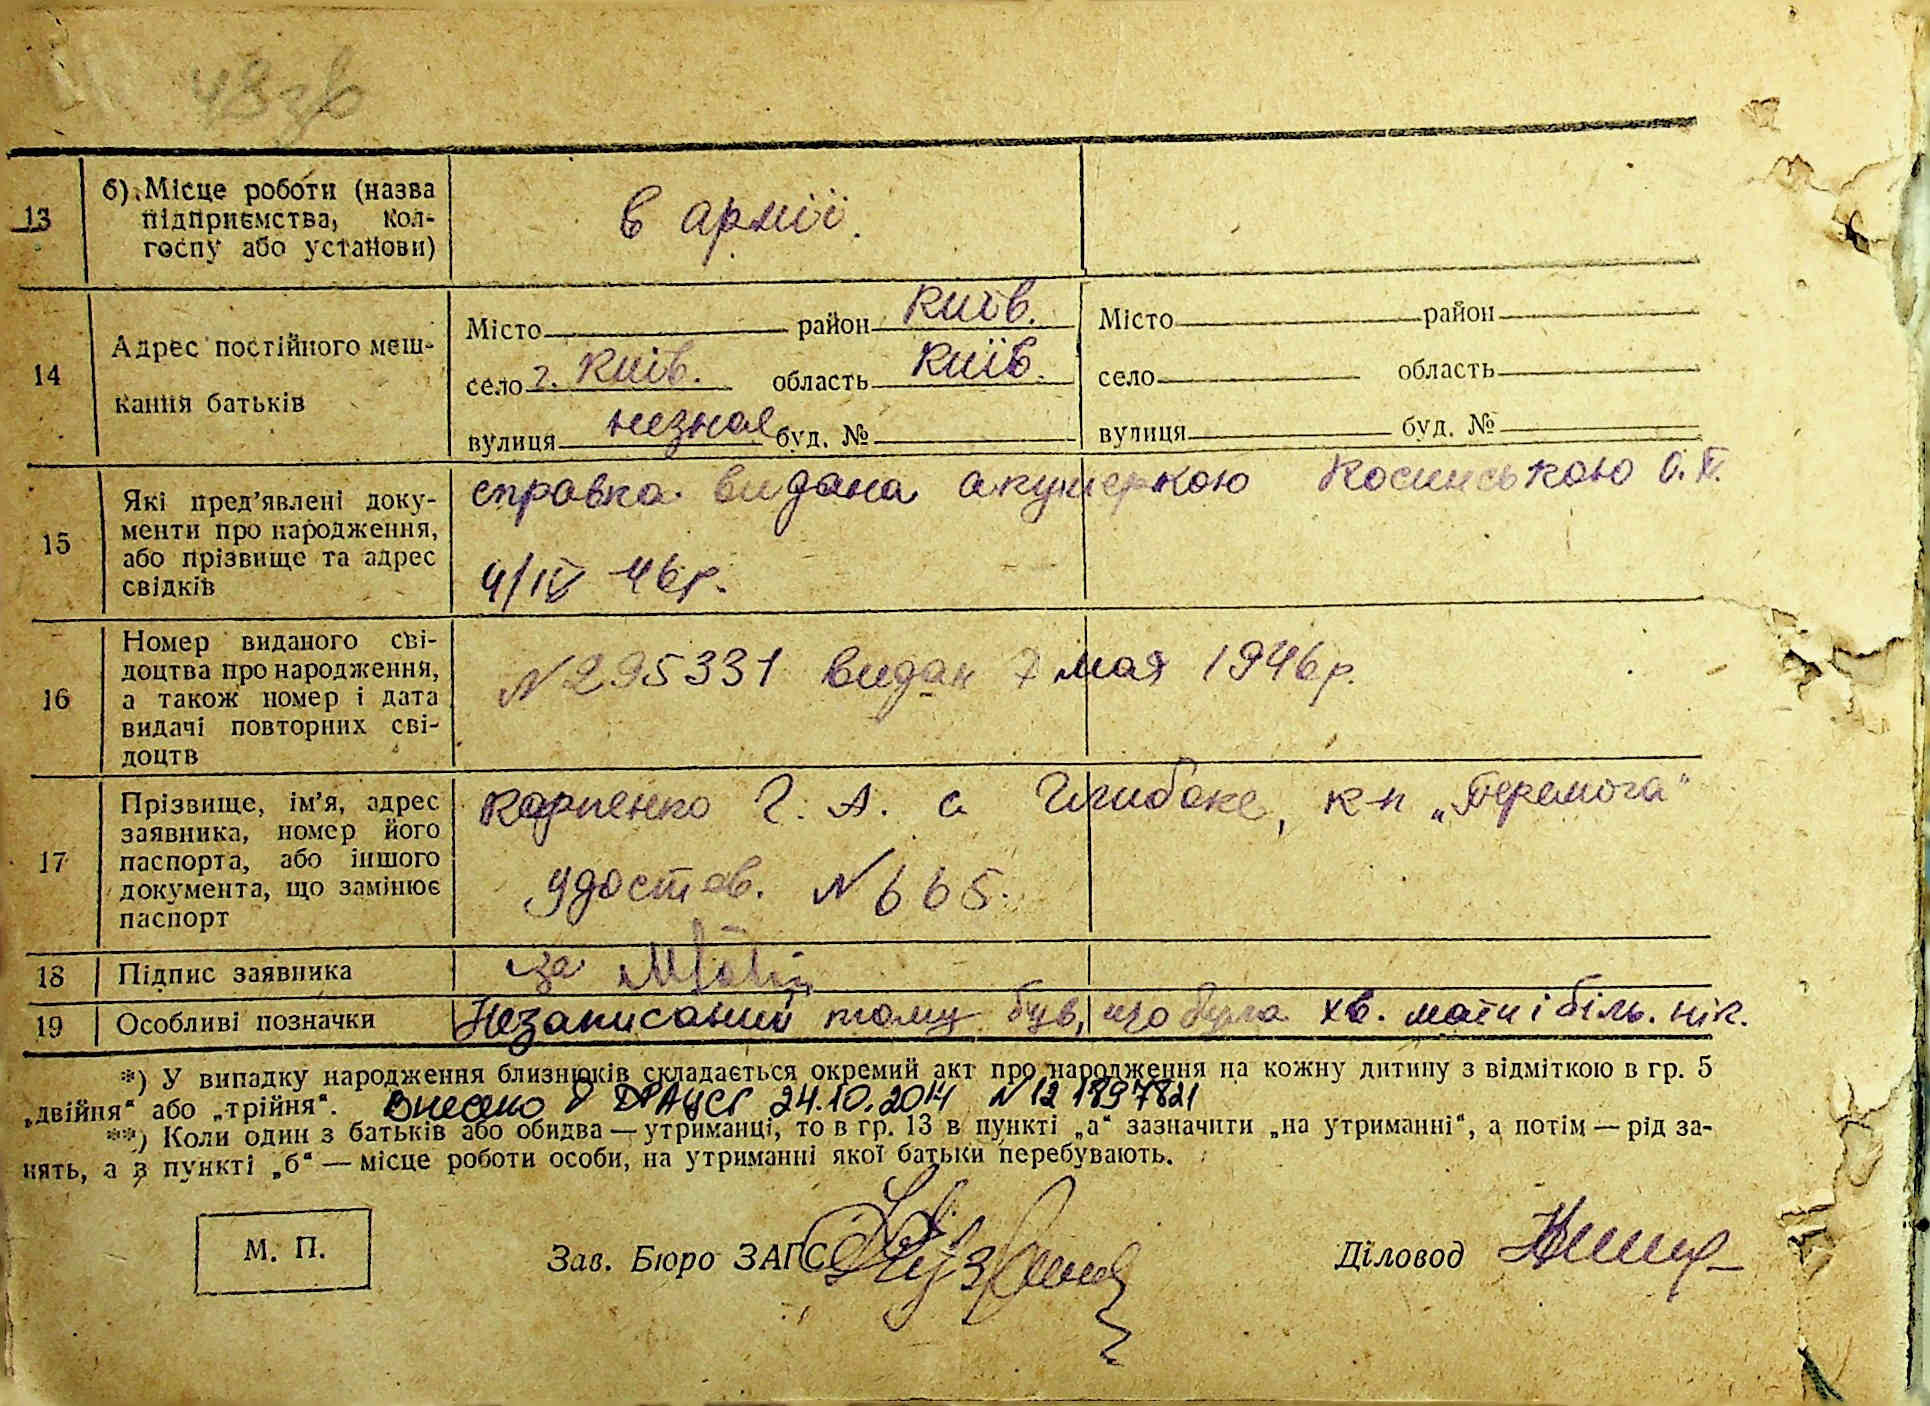 43зв
13
б) Місце роботи (назва
підприємства, кол-
госпу або установи)
в армії.
14
Адрес постійного меш-
кання батьків
Місто район Київ.
село г. Київ. область Київ.
вулиця незная буд. №
Місто район
село область
вулиця буд. №
15
Які пред’явлені доку-
менти про народження,
або прізвище та адрес
свідків
справка видана акушеркою Косинською О. П.
4/IV 46р.
16
Номер виданого сві-
доцтва про народження,
а також номер і дата
видачі повторних сві-
доцтв
№295331 видан 7 мая 1946р.
17
Прізвище, ім’я, адрес
заявника, номер його
паспорта, або іншого
документа, що замінює
паспорт
Карпенко Г. А. с Глибоке, к-п „Перемога“
удостов. №665.
18
Підпис заявника
за
19
Особливі позначки
Незаписаний тому був, що була хв. мати і біль. нік.
*) У випадку народження близнюків складається окремий акт про народження на кожну дитину з відміткою в гр. 5
„двійня“ або „трійня“. Внесено в ДРАЦСГ 24.10.2014 №12 1897821
**) Коли один з батьків або обидва — утриманці, то в гр. 13 в пункті „а“ зазначити „на утриманні“, а потім — рід за-
нять, а в пункті „б“ — місце роботи особи, на утриманні якої батьки перебувають.
М. П.
Зав. Бюро ЗАГС
Діловод